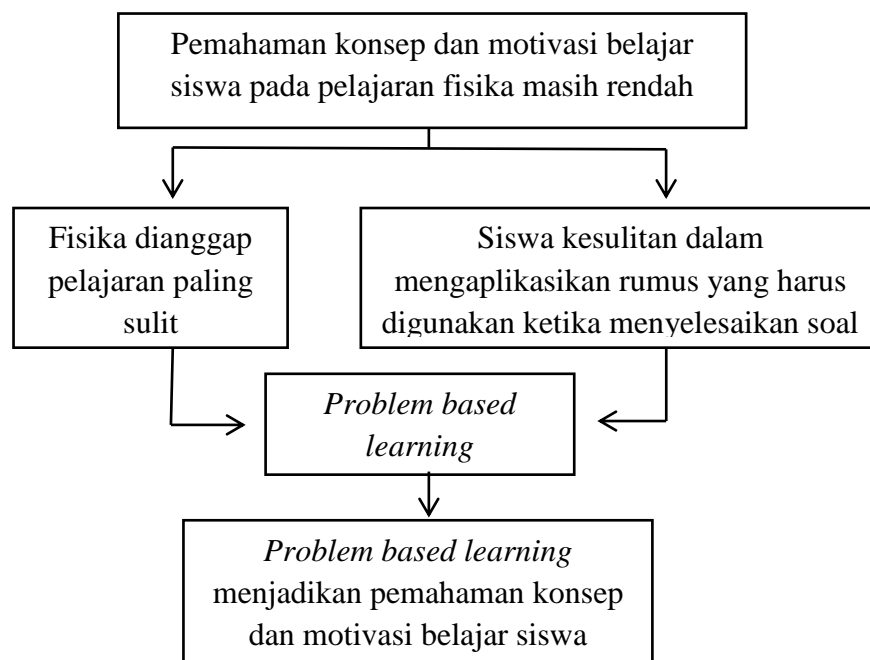 Pemahaman konsep dan motivasi belajar
siswa pada pelajaran fisika masih rendah
Fisika dianggap
pelajaran paling
sulit
Siswa kesulitan dalam
mengaplikasikan rumus yang harus
digunakan ketika menyelesaikan soal
Problem based
learning
Problem based learning
menjadikan pemahaman konsep
dan motivasi belajar siswa